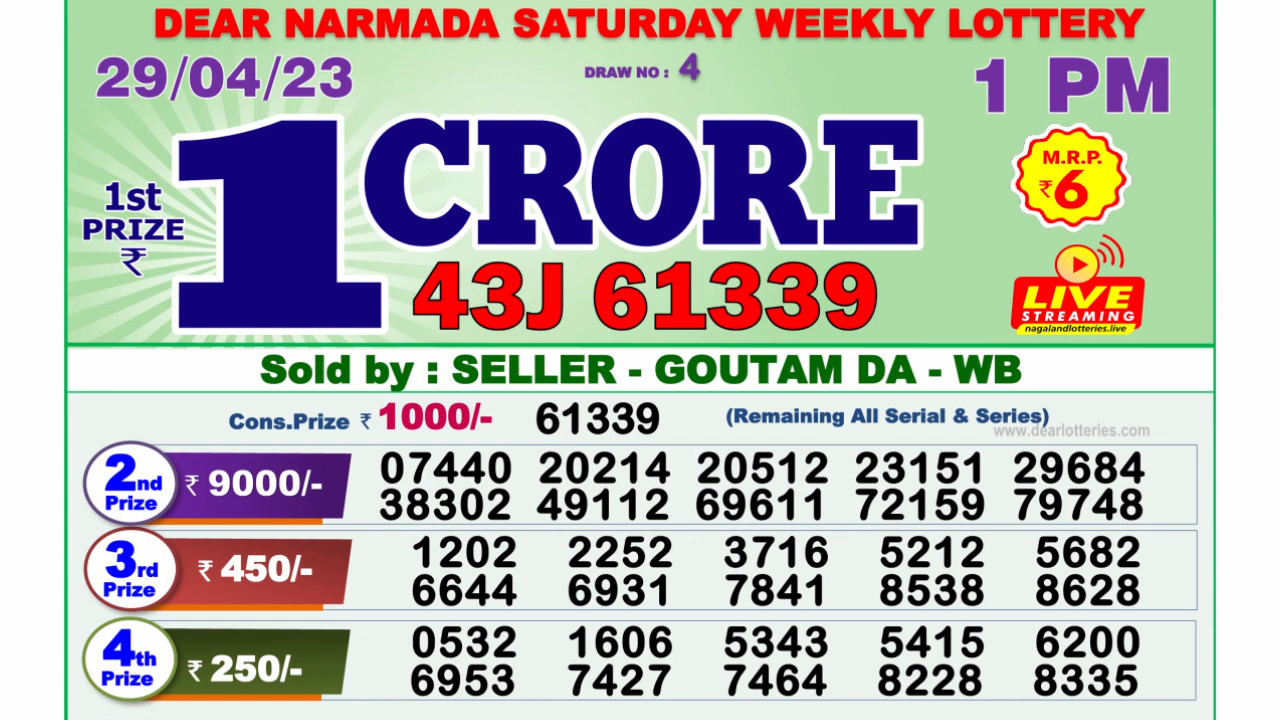 DEAR NARMADA SATURDAY WEEKLY LOTTERY
29/04/23
DRAW NO : 4
1 PM
1st
PRIZE
₹
1 CRORE
43J 61339
M.R.P.
₹6
LIVE
STREAMING
nagalandlotteries.live
Sold by : SELLER - GOUTAM DA - WB
Cons.Prize ₹ 1000/- 61339 (Remaining All Serial & Series)
www.dearlotteries.com
2nd Prize ₹ 9000/-
07440 20214 20512 23151 29684
38302 49112 69611 72159 79748
3rd Prize ₹ 450/-
1202 2252 3716 5212 5682
6644 6931 7841 8538 8628
4th Prize ₹ 250/-
0532 1606 5343 5415 6200
6953 7427 7464 8228 8335